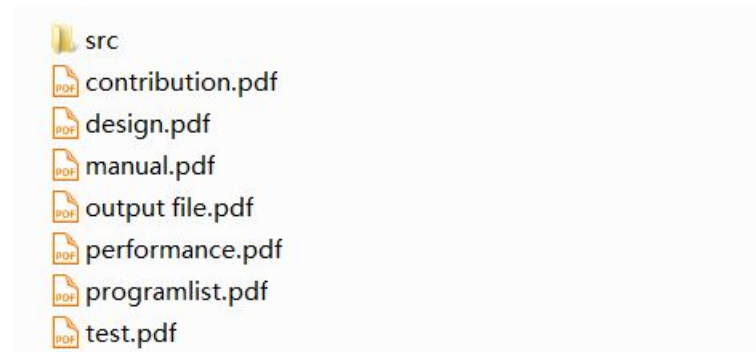 src
contribution.pdf
design.pdf
manual.pdf
output file.pdf
performance.pdf
programlist.pdf
test.pdf